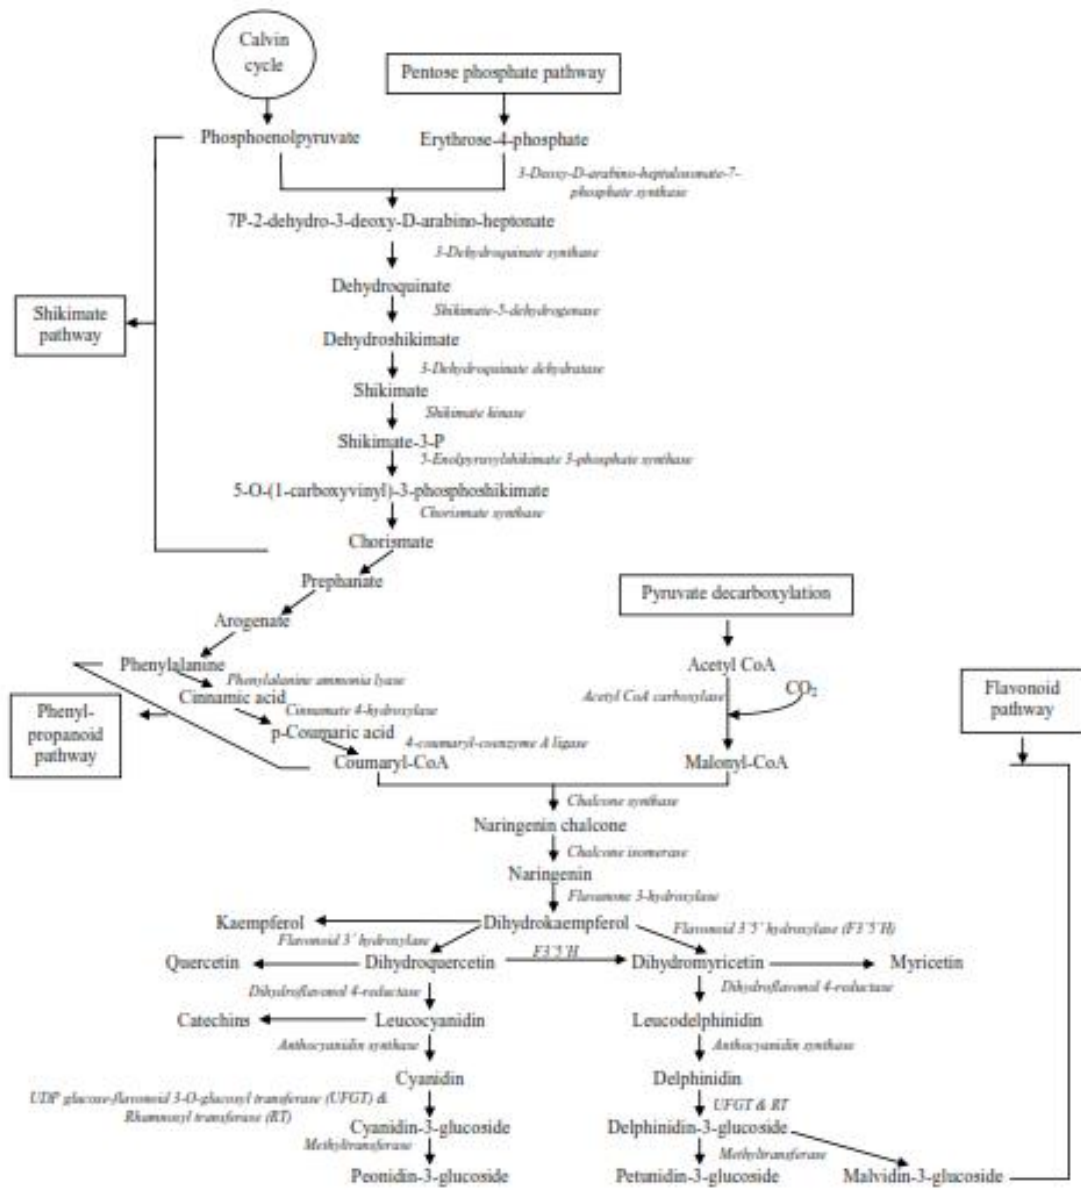 Calvin
cycle
Pentose phosphate pathway
Phosphoenolpyruvate
Erythrose-4-phosphate
3-Deoxy-D-arabino-heptulosonate-7-
phosphate synthase
7P-2-dehydro-3-deoxy-D-arabino-heptonate
3-Dehydroquinate synthase
Dehydroquinate
Shikimate-5-dehydrogenase
Shikimate
pathway
Dehydroshikimate
3-Dehydroquinate dehydratase
Shikimate
Shikimate kinase
Shikimate-3-P
5-Enolpyruvylshikimate 3-phosphate synthase
5-O-(1-carboxyvinyl)-3-phosphoshikimate
Chorismate synthase
Chorismate
Prephanate
Pyruvate decarboxylation
Arogenate
Phenylalanine
Acetyl CoA
Phenylalanine ammonia lyase
Cinnamic acid
Acetyl CoA carboxylase
CO₂
Flavonoid
pathway
Phenyl-
propanoid
pathway
Cinnamate 4-hydroxylase
p-Coumaric acid
4-coumaryl-coenzyme A ligase
Coumaryl-CoA
Malonyl-CoA
Chalcone synthase
Naringenin chalcone
Chalcone isomerase
Naringenin
Flavanone 3-hydroxylase
Kaempferol
Dihydrokaempferol
Flavonoid 3´5´ hydroxylase (F3´5´H)
Flavonoid 3´ hydroxylase
F3´5´H
Quercetin
Dihydroquercetin
Dihydromyricetin
Myricetin
Dihydroflavonol 4-reductase
Dihydroflavonol 4-reductase
Catechins
Leucocyanidin
Leucodelphinidin
Anthocyanidin synthase
Anthocyanidin synthase
Cyanidin
Delphinidin
UDP glucose-flavonoid 3-O-glucosyl transferase (UFGT) &
Rhamnosyl transferase (RT)
UFGT & RT
Cyanidin-3-glucoside
Delphinidin-3-glucoside
Methyltransferase
Methyltransferase
Peonidin-3-glucoside
Petunidin-3-glucoside
Malvidin-3-glucoside